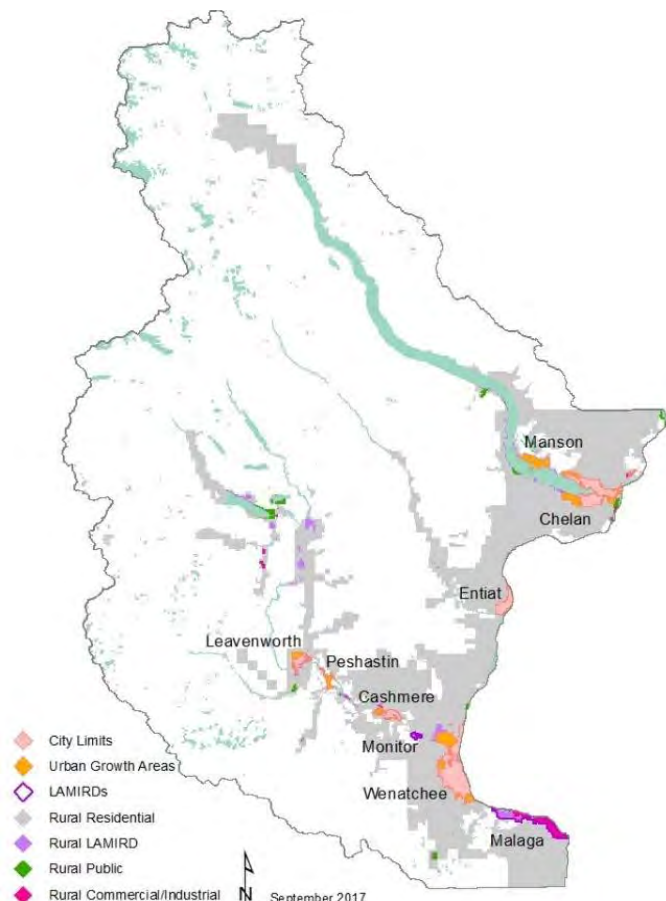 Manson
Chelan
Entiat
Leavenworth
Peshastin
Cashmere
Monitor
Wenatchee
Malaga
City Limits
Urban Growth Areas
LAMIRDs
Rural Residential
Rural LAMIRD
Rural Public
Rural Commercial/Industrial
N
September 2017